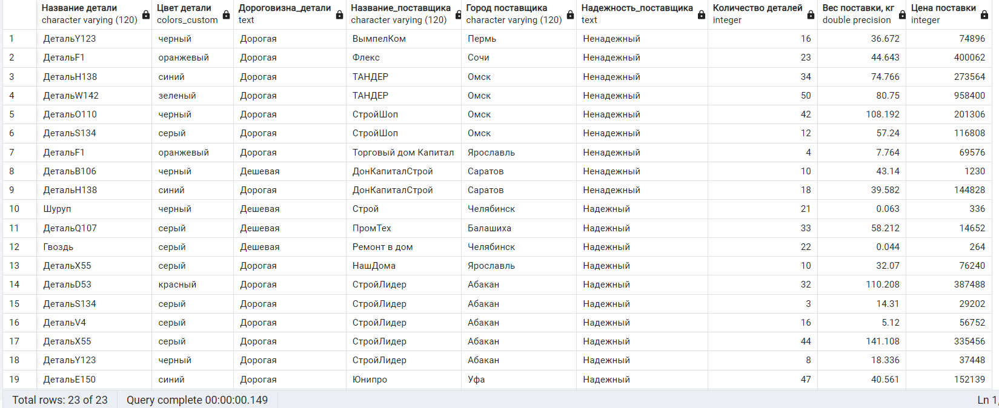 Название детали Цвет детали Дороговизна_детали Название_поставщика Город поставщика Надежность_поставщика Количество деталей Вес поставки, кг Цена поставки
character varying (120) colors_custom text character varying (120) character varying (120) text integer double precision integer
1 ДетальY123 черный Дорогая ВымпелКом Пермь Ненадежный 16 36.672 74896
2 ДетальF1 оранжевый Дорогая Флекс Сочи Ненадежный 23 44.643 400062
3 ДетальH138 синий Дорогая ТАНДЕР Омск Ненадежный 34 74.766 273564
4 ДетальW142 зеленый Дорогая ТАНДЕР Омск Ненадежный 50 80.75 958400
5 ДетальO110 черный Дорогая СтройШоп Омск Ненадежный 42 108.192 201306
6 ДетальS134 серый Дорогая СтройШоп Омск Ненадежный 12 57.24 116808
7 ДетальF1 оранжевый Дорогая Торговый дом Капитал Ярославль Ненадежный 4 7.764 69576
8 ДетальB106 черный Дешевая ДонКапиталСтрой Саратов Ненадежный 10 43.14 1230
9 ДетальH138 синий Дорогая ДонКапиталСтрой Саратов Ненадежный 18 39.582 144828
10 Шуруп черный Дешевая Строй Челябинск Надежный 21 0.063 336
11 ДетальQ107 серый Дешевая ПромТех Балашиха Надежный 33 58.212 14652
12 Гвоздь серый Дешевая Ремонт в дом Челябинск Надежный 22 0.044 264
13 ДетальX55 серый Дорогая НашДома Ярославль Надежный 10 32.07 76240
14 ДетальD53 красный Дорогая СтройЛидер Абакан Надежный 32 110.208 387488
15 ДетальS134 серый Дорогая СтройЛидер Абакан Надежный 3 14.31 29202
16 ДетальV4 серый Дорогая СтройЛидер Абакан Надежный 16 5.12 56752
17 ДетальX55 серый Дорогая СтройЛидер Абакан Надежный 44 141.108 335456
18 ДетальY123 черный Дорогая СтройЛидер Абакан Надежный 8 18.336 37448
19 ДетальE150 синий Дорогая Юнипро Уфа Надежный 47 40.561 152139
Total rows: 23 of 23 Query complete 00:00:00.149 Ln 1,